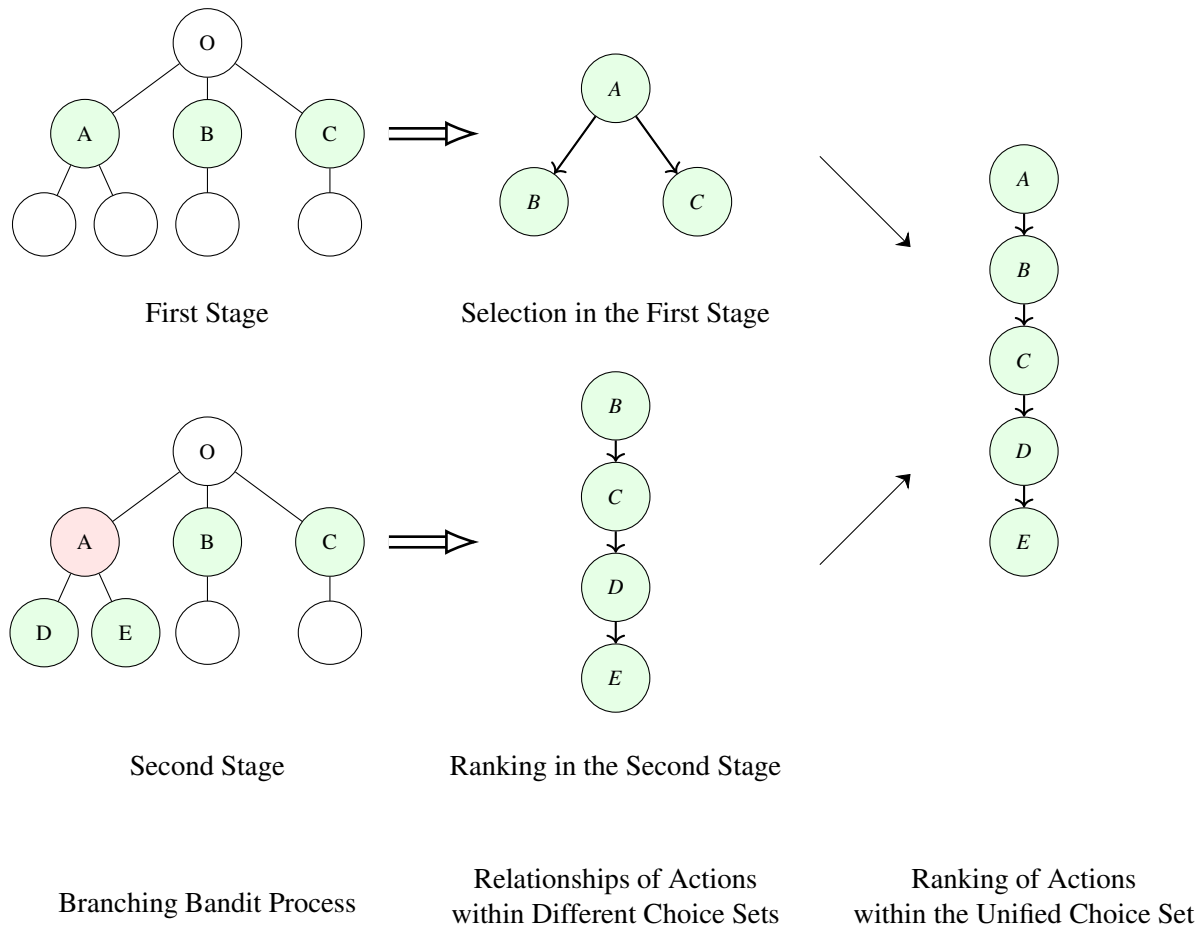 O
A B C
First Stage
A
B C
Selection in the First Stage
O
A B C
D E
Second Stage
B
C
D
E
Ranking in the Second Stage
A
B
C
D
E
Branching Bandit Process
Relationships of Actions
within Different Choice Sets
Ranking of Actions
within the Unified Choice Set